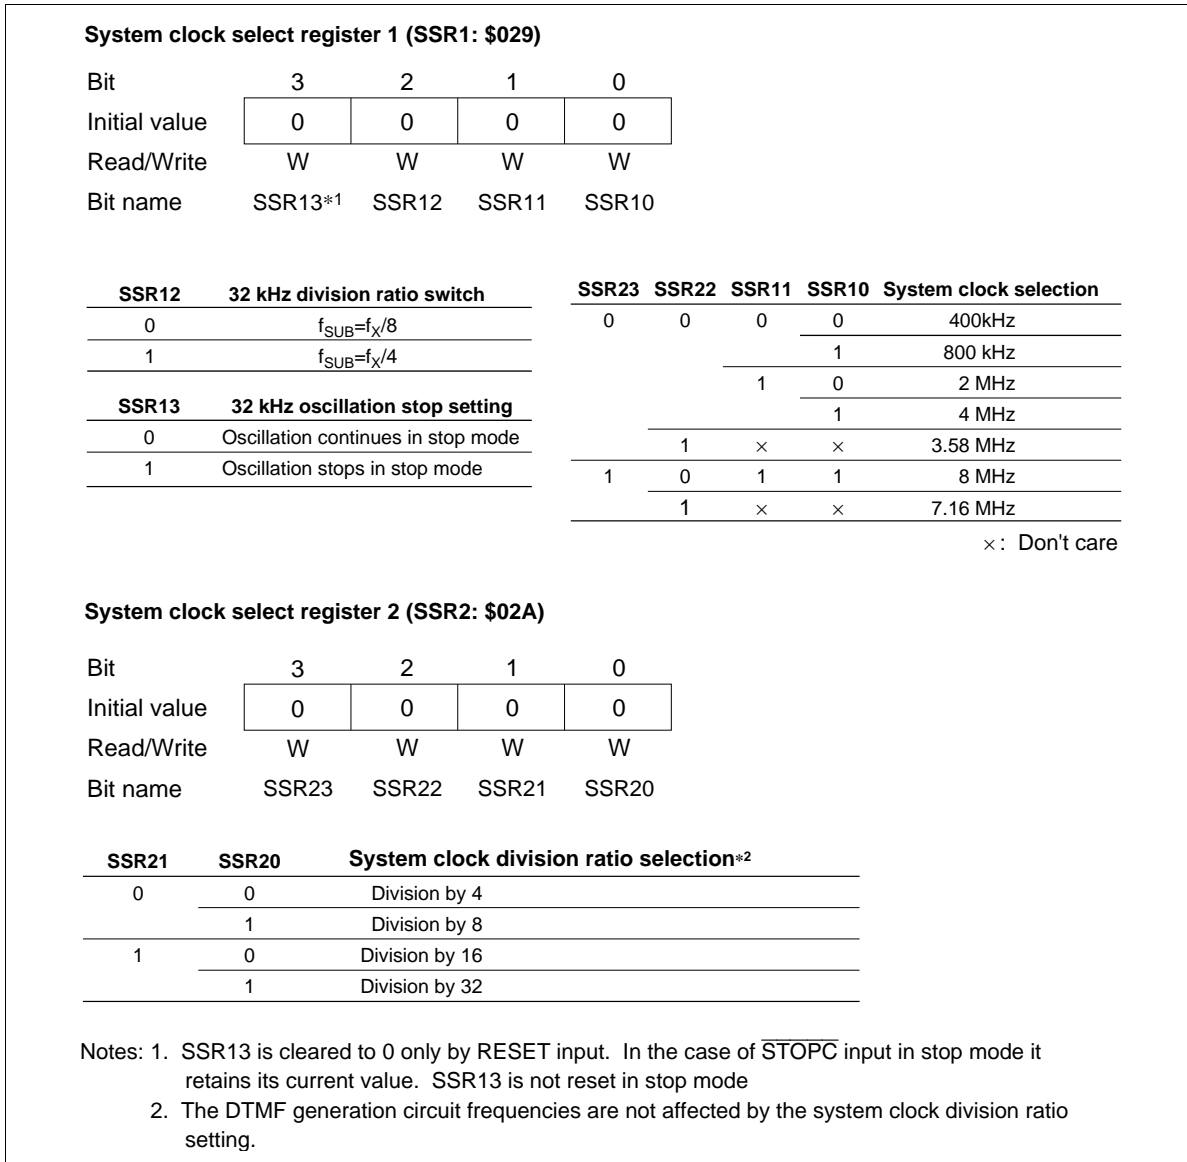 System clock select register 1 (SSR1: $029)
Bit 3 2 1 0
Initial value 0 0 0 0
Read/Write W W W W
Bit name SSR13*1 SSR12 SSR11 SSR10
SSR12 32 kHz division ratio switch
0 fSUB=fX/8
1 fSUB=fX/4
SSR13 32 kHz oscillation stop setting
0 Oscillation continues in stop mode
1 Oscillation stops in stop mode
SSR23 SSR22 SSR11 SSR10 System clock selection
0 0 0 0 400kHz
1 800 kHz
1 0 2 MHz
1 4 MHz
1 × × 3.58 MHz
1 0 1 1 8 MHz
1 × × 7.16 MHz
×: Don't care
System clock select register 2 (SSR2: $02A)
Bit 3 2 1 0
Initial value 0 0 0 0
Read/Write W W W W
Bit name SSR23 SSR22 SSR21 SSR20
SSR21 SSR20 System clock division ratio selection*2
0 0 Division by 4
1 Division by 8
1 0 Division by 16
1 Division by 32
Notes: 1. SSR13 is cleared to 0 only by RESET input. In the case of STOPC input in stop mode it
retains its current value. SSR13 is not reset in stop mode
2. The DTMF generation circuit frequencies are not affected by the system clock division ratio
setting.